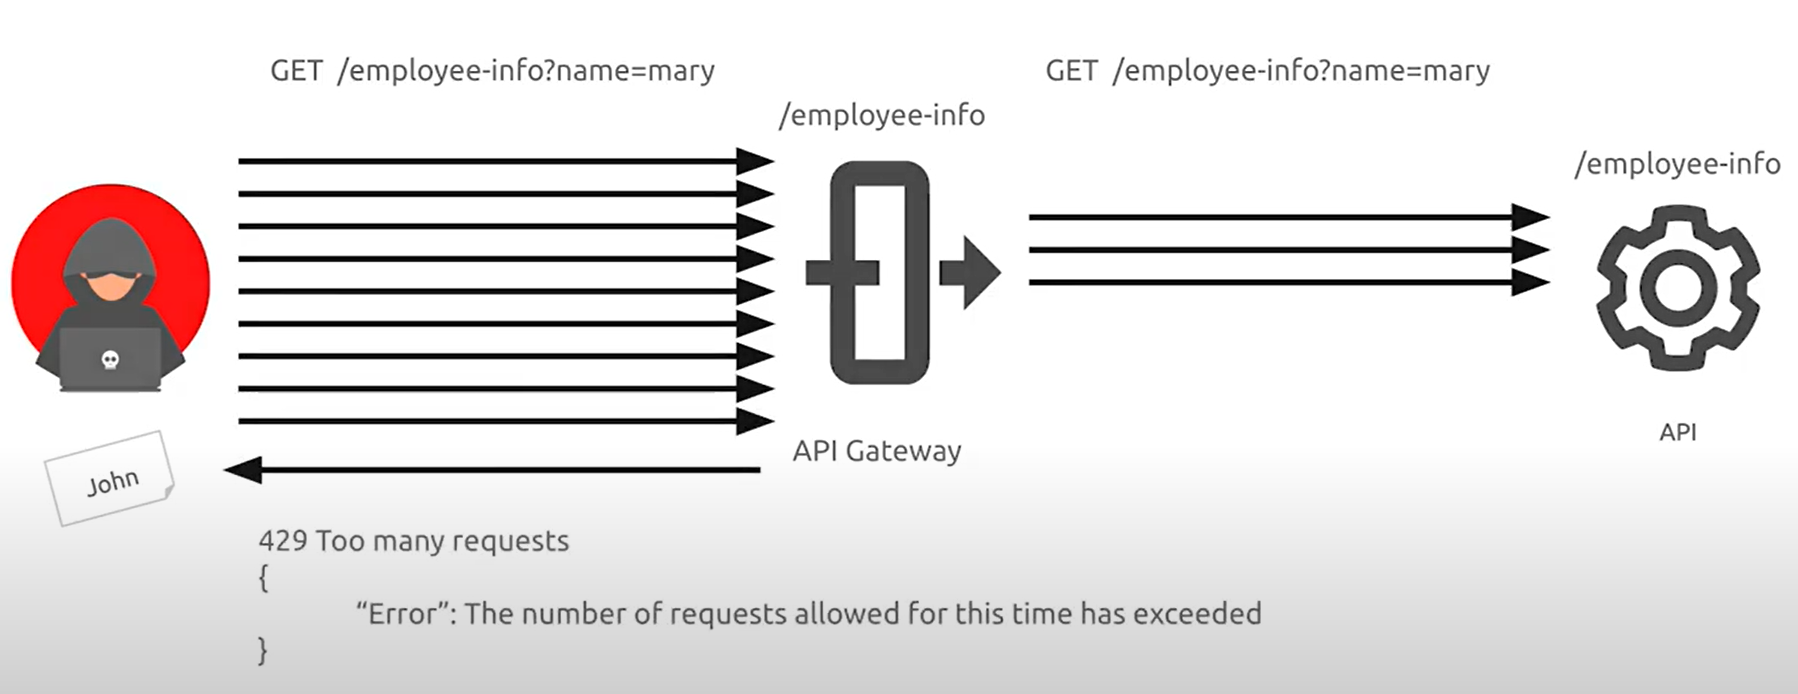 GET /employee-info?name=mary
GET /employee-info?name=mary
/employee-info
/employee-info
API Gateway
API
John
429 Too many requests
{
“Error”: The number of requests allowed for this time has exceeded
}